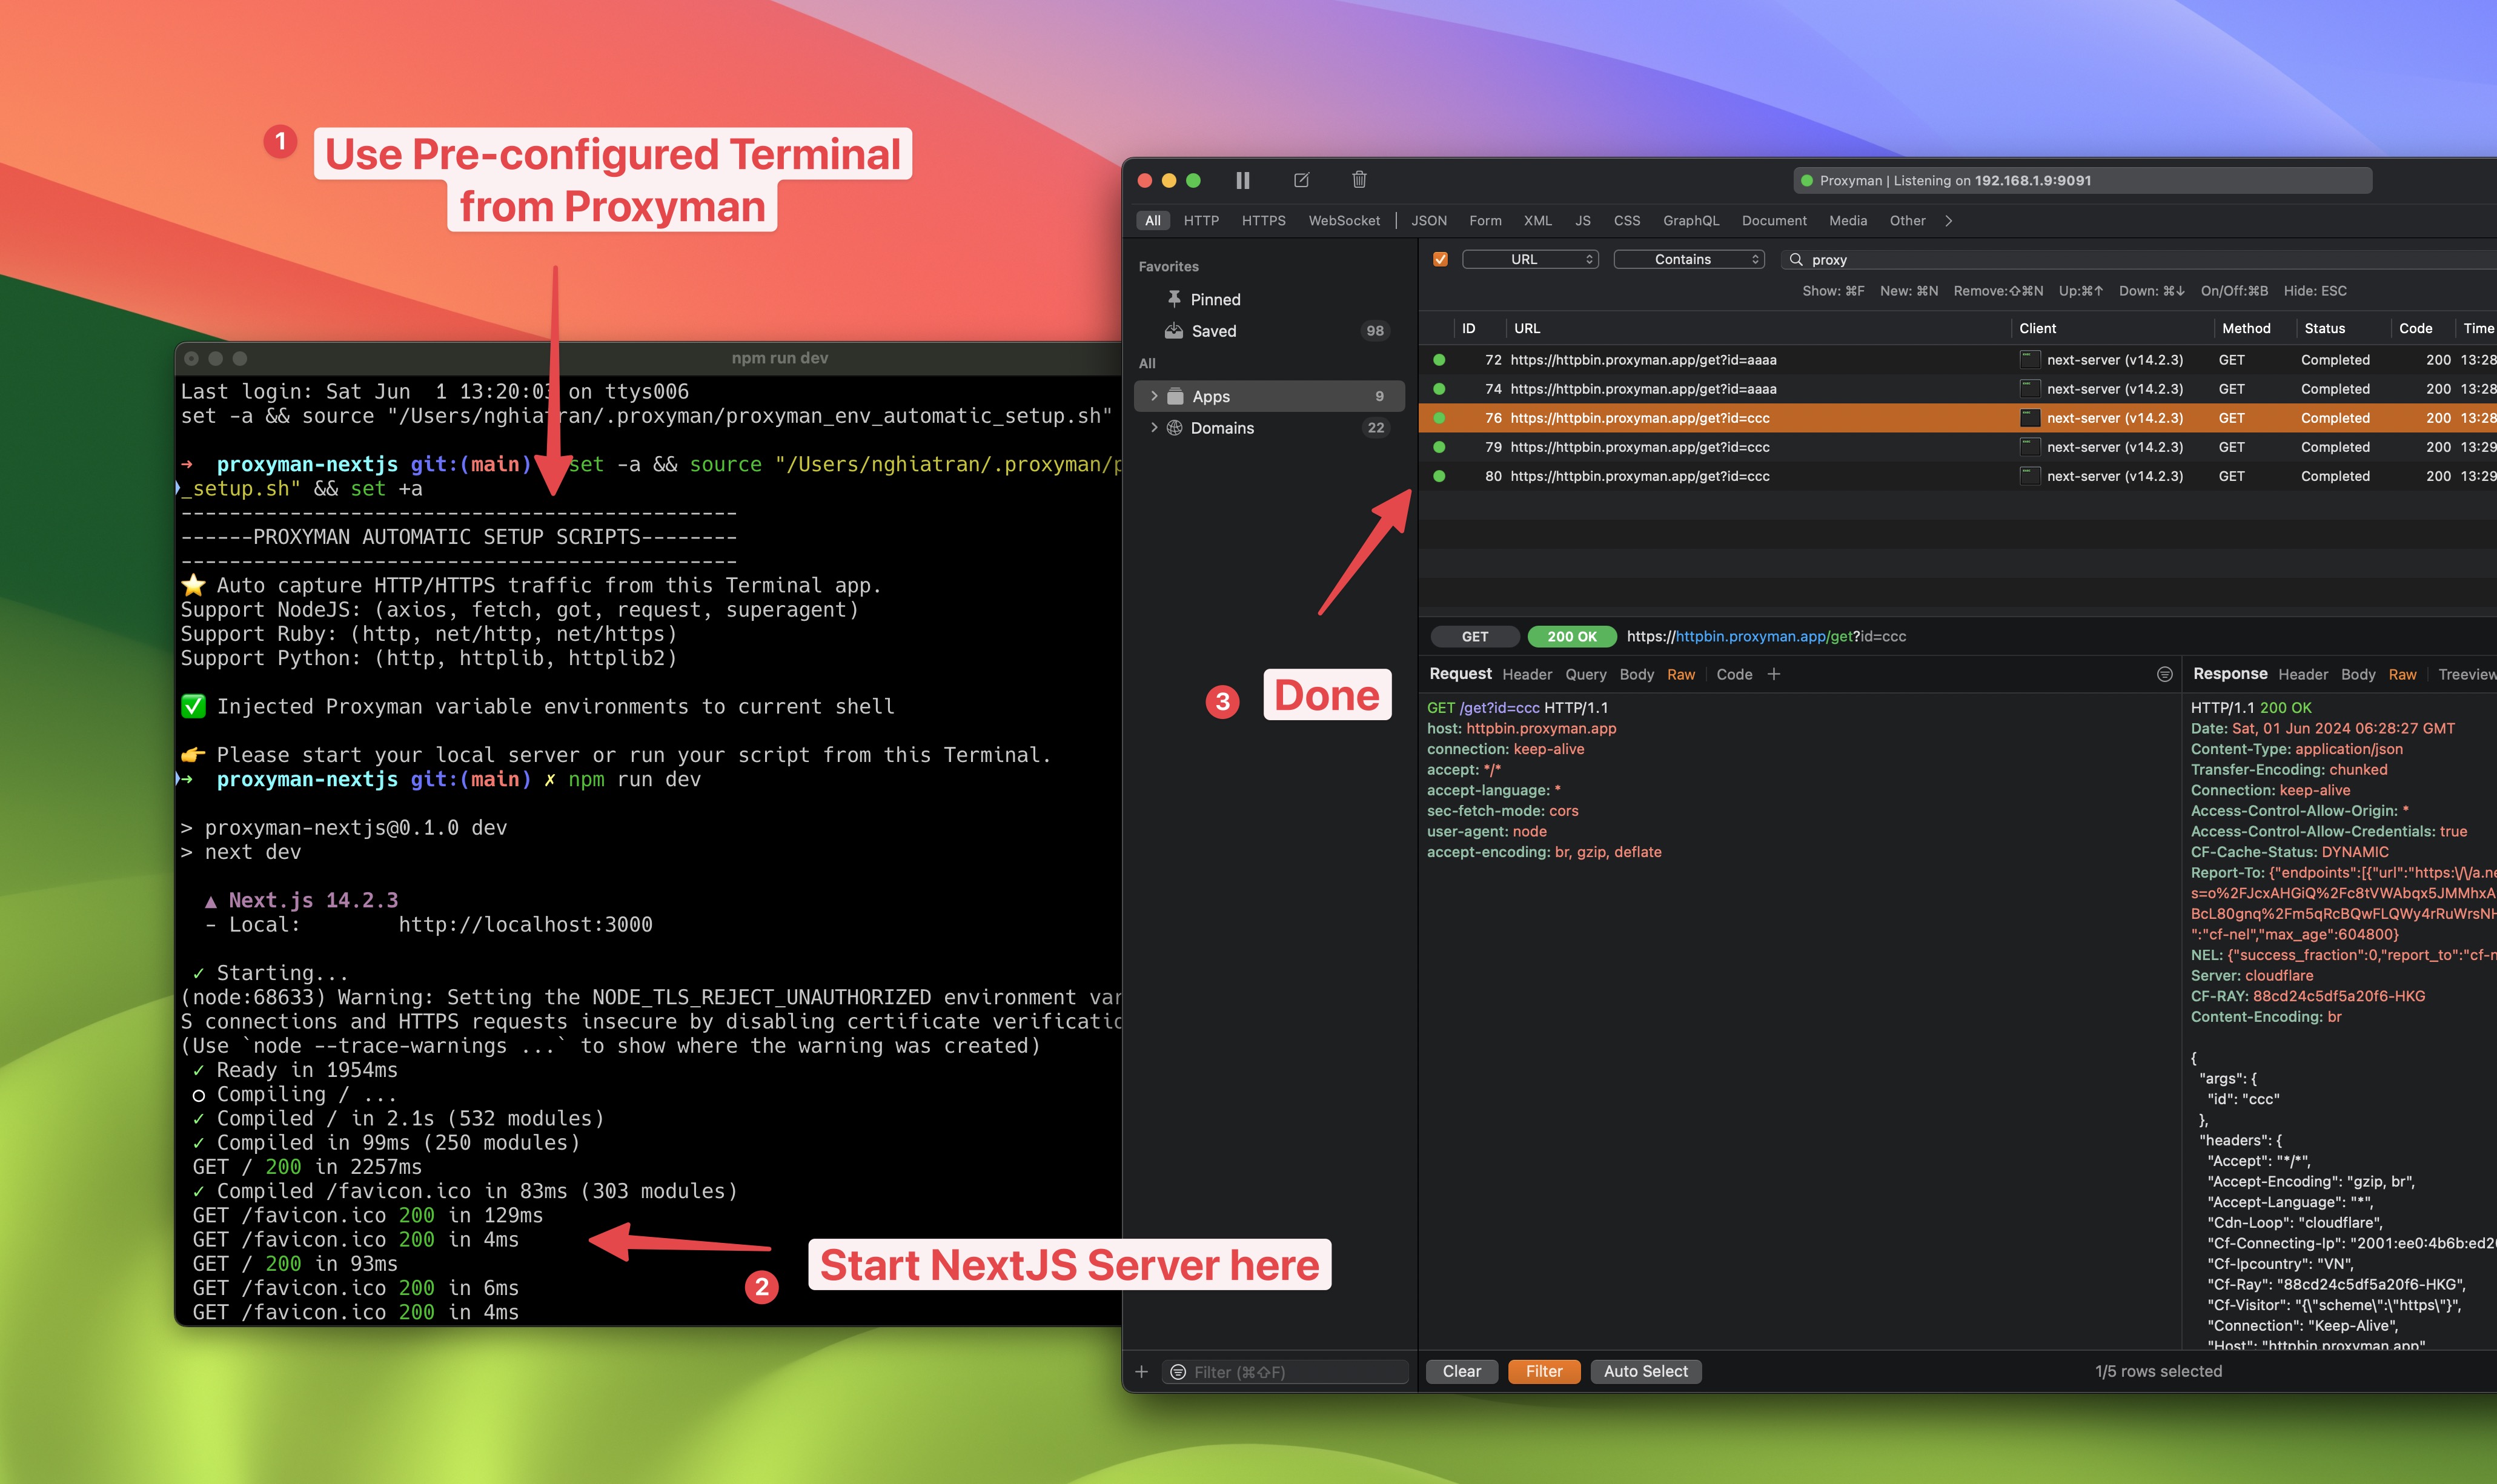 1
Use Pre-configured Terminal
from Proxyman
npm run dev
Last login: Sat Jun  1 13:20:03 on ttys006
set -a && source "/Users/nghiatran/.proxyman/proxyman_env_automatic_setup.sh"
➜  proxyman-nextjs git:(main) set -a && source "/Users/nghiatran/.proxyman/p
_setup.sh" && set +a
----------------------------------------------
------PROXYMAN AUTOMATIC SETUP SCRIPTS--------
----------------------------------------------
⭐ Auto capture HTTP/HTTPS traffic from this Terminal app.
Support NodeJS: (axios, fetch, got, request, superagent)
Support Ruby: (http, net/http, net/https)
Support Python: (http, httplib, httplib2)
✅ Injected Proxyman variable environments to current shell
👉 Please start your local server or run your script from this Terminal.
➜  proxyman-nextjs git:(main) ✗ npm run dev
> proxyman-nextjs@0.1.0 dev
> next dev
▲ Next.js 14.2.3
- Local:        http://localhost:3000
✓ Starting...
(node:68633) Warning: Setting the NODE_TLS_REJECT_UNAUTHORIZED environment var
S connections and HTTPS requests insecure by disabling certificate verificatio
(Use `node --trace-warnings ...` to show where the warning was created)
✓ Ready in 1954ms
○ Compiling / ...
✓ Compiled / in 2.1s (532 modules)
✓ Compiled in 99ms (250 modules)
GET / 200 in 2257ms
✓ Compiled /favicon.ico in 83ms (303 modules)
GET /favicon.ico 200 in 129ms
GET /favicon.ico 200 in 4ms
GET / 200 in 93ms
GET /favicon.ico 200 in 6ms
GET /favicon.ico 200 in 4ms
2
Start NextJS Server here
3
Done
Proxyman | Listening on 192.168.1.9:9091
All HTTP HTTPS WebSocket | JSON Form XML JS CSS GraphQL Document Media Other
Favorites
Pinned
Saved 98
All
Apps 9
Domains 22
Filter (⌘⇧F)
URL Contains proxy
Show: ⌘F New: ⌘N Remove:⇧⌘N Up:⌘↑ Down: ⌘↓ On/Off:⌘B Hide: ESC
ID URL Client Method Status Code Time
72 https://httpbin.proxyman.app/get?id=aaaa next-server (v14.2.3) GET Completed 200 13:28
74 https://httpbin.proxyman.app/get?id=aaaa next-server (v14.2.3) GET Completed 200 13:28
76 https://httpbin.proxyman.app/get?id=ccc next-server (v14.2.3) GET Completed 200 13:28
79 https://httpbin.proxyman.app/get?id=ccc next-server (v14.2.3) GET Completed 200 13:29
80 https://httpbin.proxyman.app/get?id=ccc next-server (v14.2.3) GET Completed 200 13:29
GET 200 OK https://httpbin.proxyman.app/get?id=ccc
Request Header Query Body Raw Code +
GET /get?id=ccc HTTP/1.1
host: httpbin.proxyman.app
connection: keep-alive
accept: */*
accept-language: *
sec-fetch-mode: cors
user-agent: node
accept-encoding: br, gzip, deflate
Response Header Body Raw Treeview
HTTP/1.1 200 OK
Date: Sat, 01 Jun 2024 06:28:27 GMT
Content-Type: application/json
Transfer-Encoding: chunked
Connection: keep-alive
Access-Control-Allow-Origin: *
Access-Control-Allow-Credentials: true
CF-Cache-Status: DYNAMIC
Report-To: {"endpoints":[{"url":"https:\/\/a.ne
s=o%2FJcxAHGiQ%2Fc8tVWAbqx5JMMhxA
BcL80gnq%2Fm5qRcBQwFLQWy4rRuWrsNH
":"cf-nel","max_age":604800}
NEL: {"success_fraction":0,"report_to":"cf-n
Server: cloudflare
CF-RAY: 88cd24c5df5a20f6-HKG
Content-Encoding: br
{
"args": {
"id": "ccc"
},
"headers": {
"Accept": "*/*",
"Accept-Encoding": "gzip, br",
"Accept-Language": "*",
"Cdn-Loop": "cloudflare",
"Cf-Connecting-Ip": "2001:ee0:4b6b:ed20
"Cf-Ipcountry": "VN",
"Cf-Ray": "88cd24c5df5a20f6-HKG",
"Cf-Visitor": "{\"scheme\":\"https\"}",
"Connection": "Keep-Alive",
"Host": "httpbin.proxyman.app"
Clear Filter Auto Select 1/5 rows selected